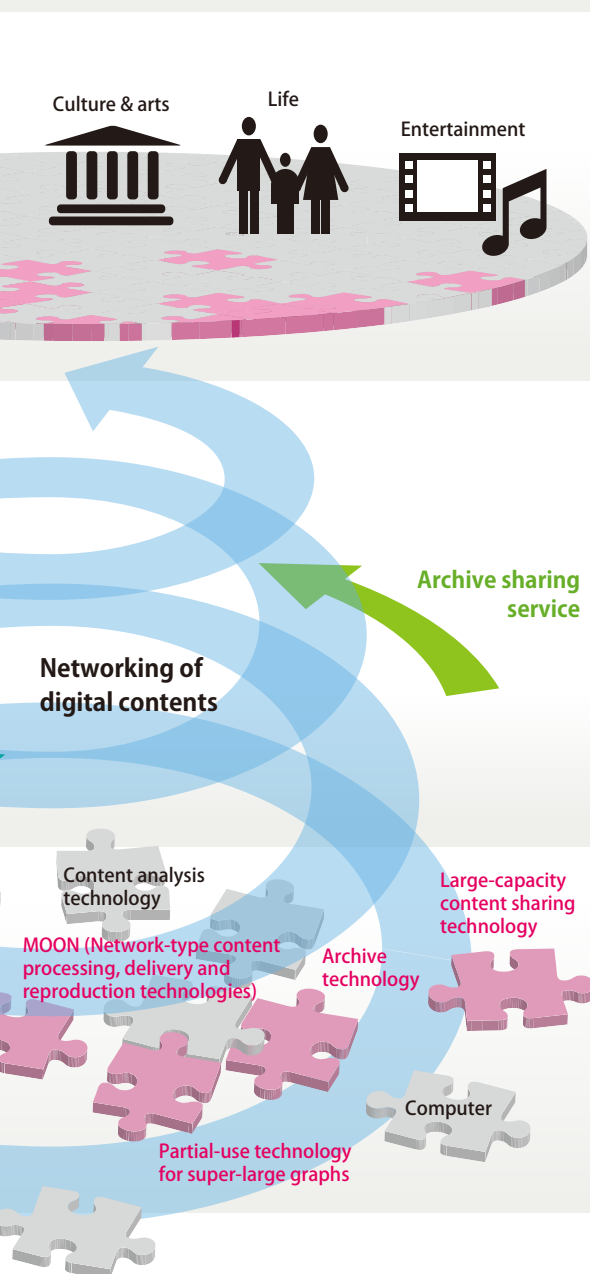 Culture & arts
Life
Entertainment
Archive sharing
service
Networking of
digital contents
Content analysis
technology
Large-capacity
content sharing
technology
MOON (Network-type content
processing, delivery and
reproduction technologies)
Archive
technology
Computer
Partial-use technology
for super-large graphs